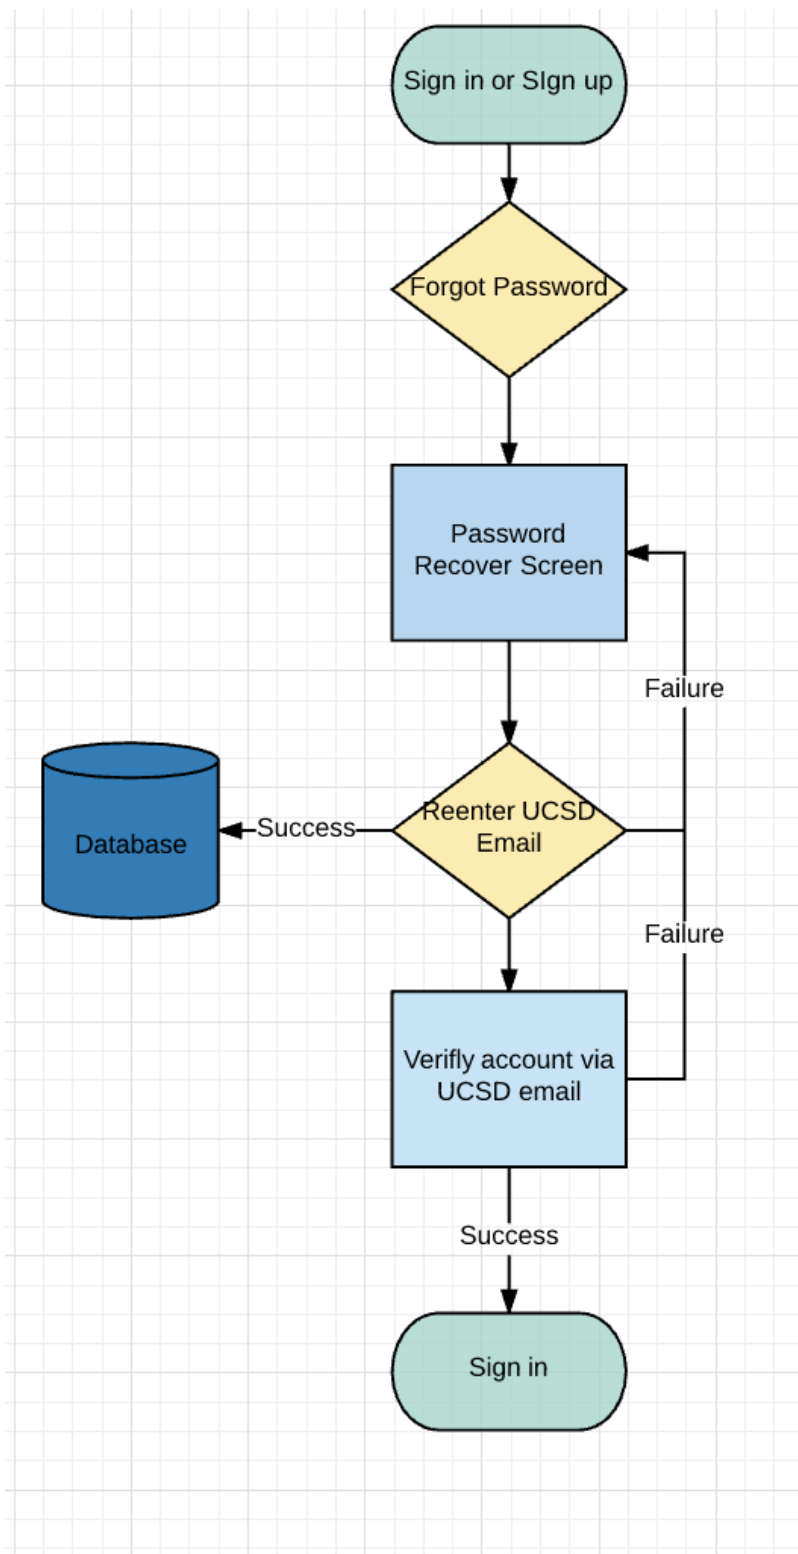 Sign in or SIgn up
Forgot Password
Password
Recover Screen
Failure
Reenter UCSD
Email
Success
Database
Failure
Verifly account via
UCSD email
Success
Sign in